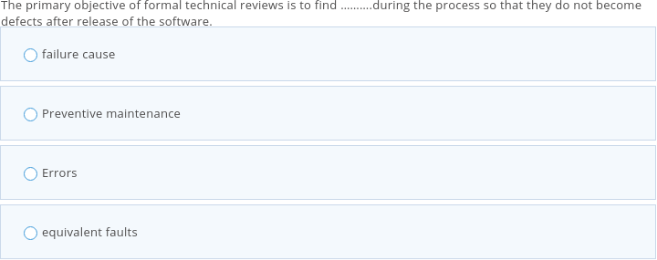 The primary objective of formal technical reviews is to find ..........during the process so that they do not become
defects after release of the software.
failure cause
Preventive maintenance
Errors
equivalent faults